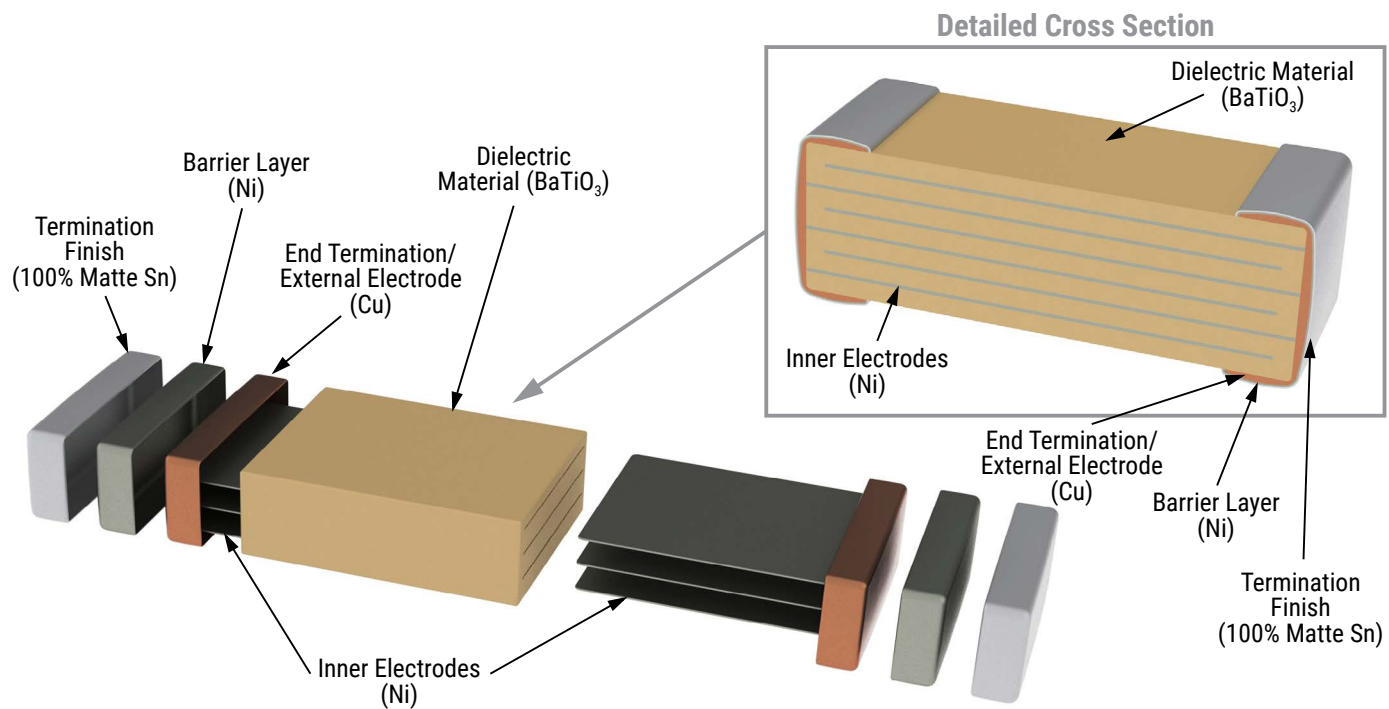 Detailed Cross Section
Dielectric Material
(BaTiO₃)
Inner Electrodes
(Ni)
End Termination/
External Electrode
(Cu)
Barrier Layer
(Ni)
Termination
Finish
(100% Matte Sn)
Termination
Finish
(100% Matte Sn)
Barrier Layer
(Ni)
End Termination/
External Electrode
(Cu)
Dielectric
Material (BaTiO₃)
Inner Electrodes
(Ni)